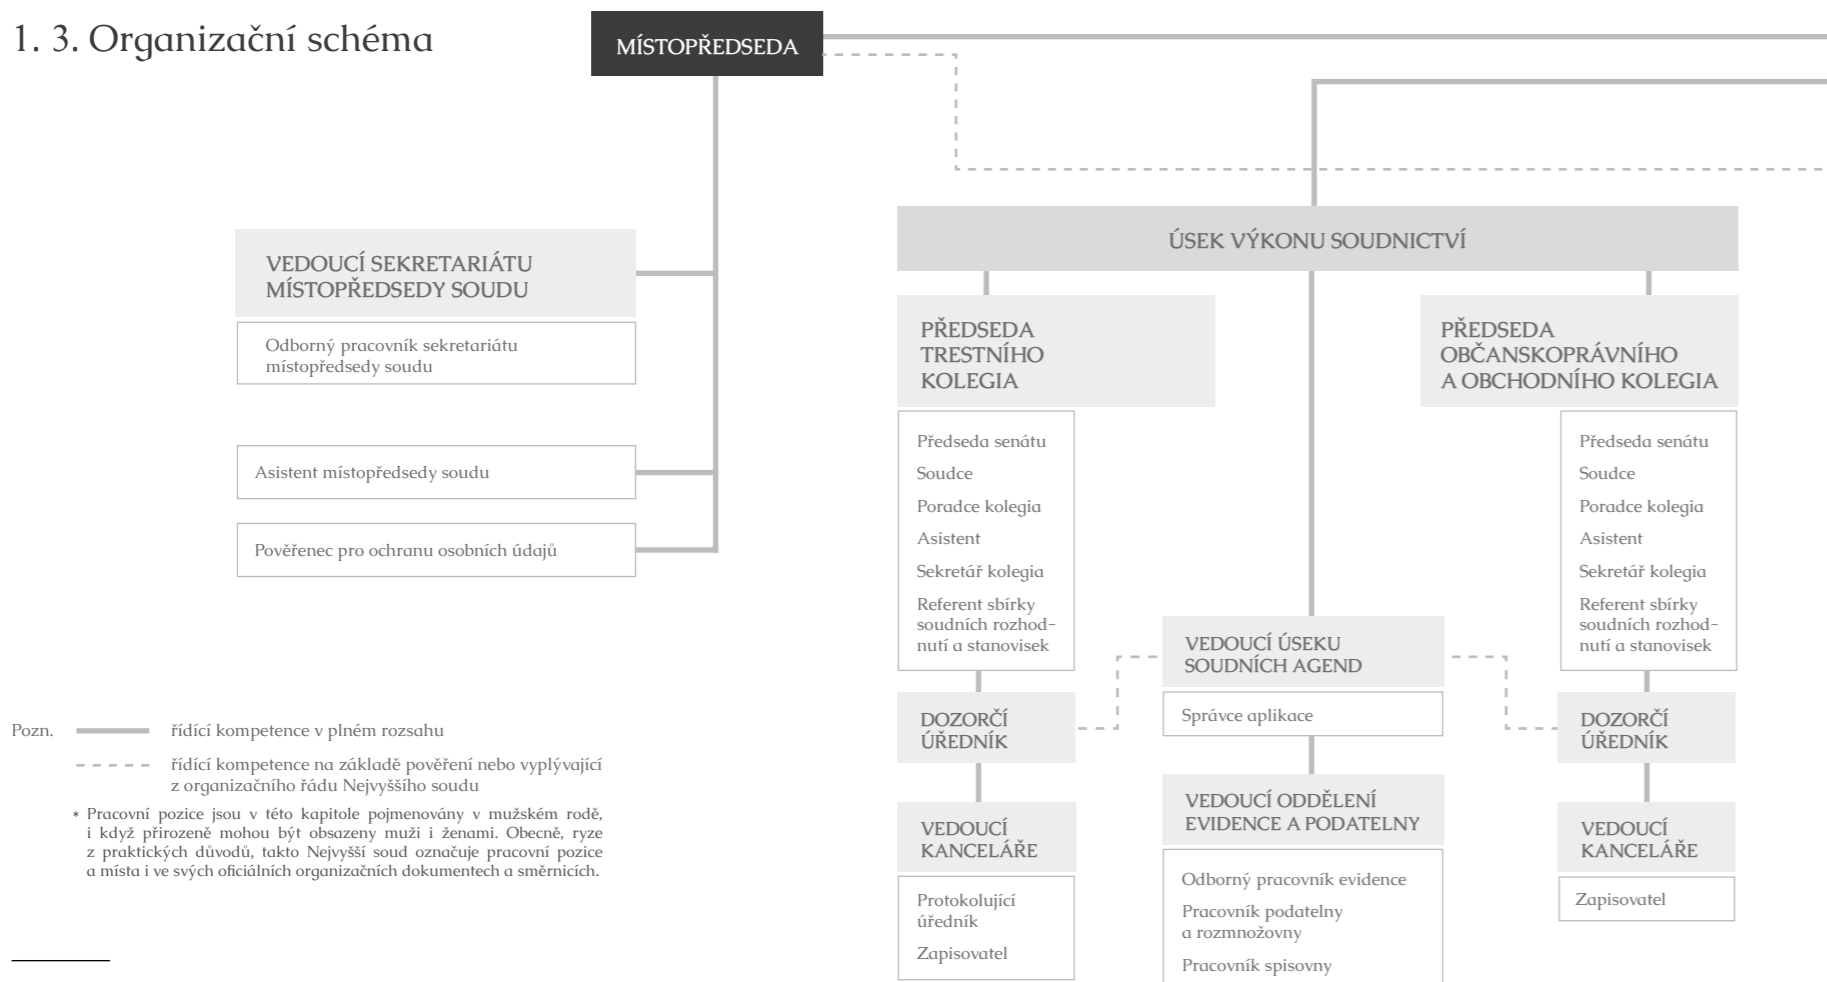 1. 3. Organizační schéma
MÍSTOPŘEDSEDA
VEDOUCÍ SEKRETARIÁTU
MÍSTOPŘEDSEDY SOUDU
Odborný pracovník sekretariátu
místopředsedy soudu
Asistent místopředsedy soudu
Pověřenec pro ochranu osobních údajů
ÚSEK VÝKONU SOUDNICTVÍ
PŘEDSEDA
TRESTNÍHO
KOLEGIA
Předseda senátu
Soudce
Poradce kolegia
Asistent
Sekretář kolegia
Referent sbírky
soudních rozhod-
nutí a stanovisek
DOZORČÍ
ÚŘEDNÍK
VEDOUCÍ
KANCELÁŘE
Protokolující
úředník
Zapisovatel
VEDOUCÍ ÚSEKU
SOUDNÍCH AGEND
Správce aplikace
VEDOUCÍ ODDĚLENÍ
EVIDENCE A PODATELNY
Odborný pracovník evidence
Pracovník podatelny
a rozmnožovny
Pracovník spisovny
PŘEDSEDA
OBČANSKOPRÁVNÍHO
A OBCHODNÍHO KOLEGIA
Předseda senátu
Soudce
Poradce kolegia
Asistent
Sekretář kolegia
Referent sbírky
soudních rozhod-
nutí a stanovisek
DOZORČÍ
ÚŘEDNÍK
VEDOUCÍ
KANCELÁŘE
Zapisovatel
Pozn. řídící kompetence v plném rozsahu
řídící kompetence na základě pověření nebo vyplývající
z organizačního řádu Nejvyššího soudu
* Pracovní pozice jsou v této kapitole pojmenovány v mužském rodě,
i když přirozeně mohou být obsazeny muži i ženami. Obecně, ryze
z praktických důvodů, takto Nejvyšší soud označuje pracovní pozice
a místa i ve svých oficiálních organizačních dokumentech a směrnicích.